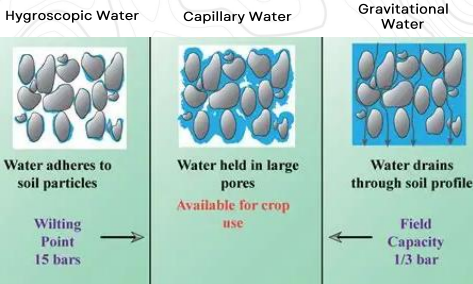 Hygroscopic Water
Capillary Water
Gravitational
Water
Water adheres to
soil particles
Water held in large
pores
Available for crop
use
Water drains
through soil profile
Wilting
Point
15 bars
Field
Capacity
1/3 bar